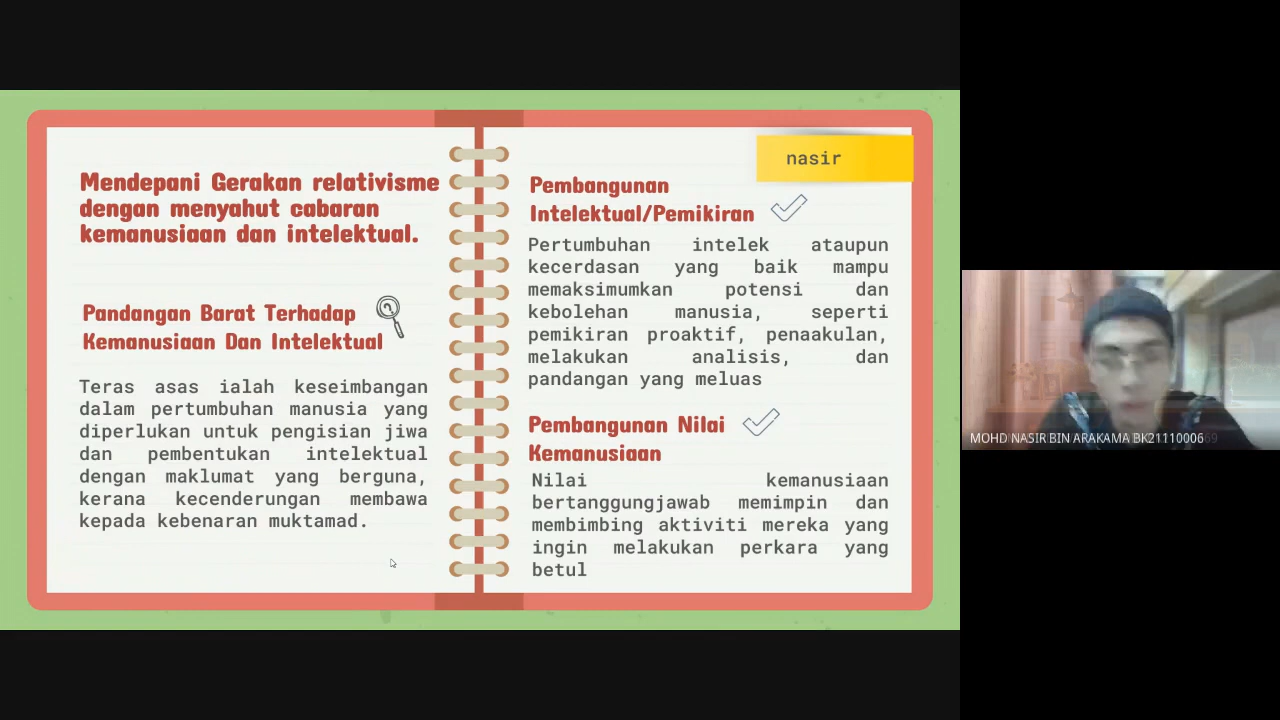 Mendepani Gerakan relativisme
dengan menyahut cabaran
kemanusiaan dan intelektual.
Pandangan Barat Terhadap
Kemanusiaan Dan Intelektual
Teras asas ialah keseimbangan
dalam pertumbuhan manusia yang
diperlukan untuk pengisian jiwa
dan pembentukan intelektual
dengan maklumat yang berguna,
kerana kecenderungan membawa
kepada kebenaran muktamad.
nasir
Pembangunan
Intelektual/Pemikiran
Pertumbuhan intelek ataupun
kecerdasan yang baik mampu
memaksimumkan potensi dan
kebolehan manusia, seperti
pemikiran proaktif, penaakulan,
melakukan analisis, dan
pandangan yang meluas
Pembangunan Nilai
Kemanusiaan
Nilai kemanusiaan
bertanggungjawab memimpin dan
membimbing aktiviti mereka yang
ingin melakukan perkara yang
betul
MOHD NASIR BIN ARAKAMA BK2111000669